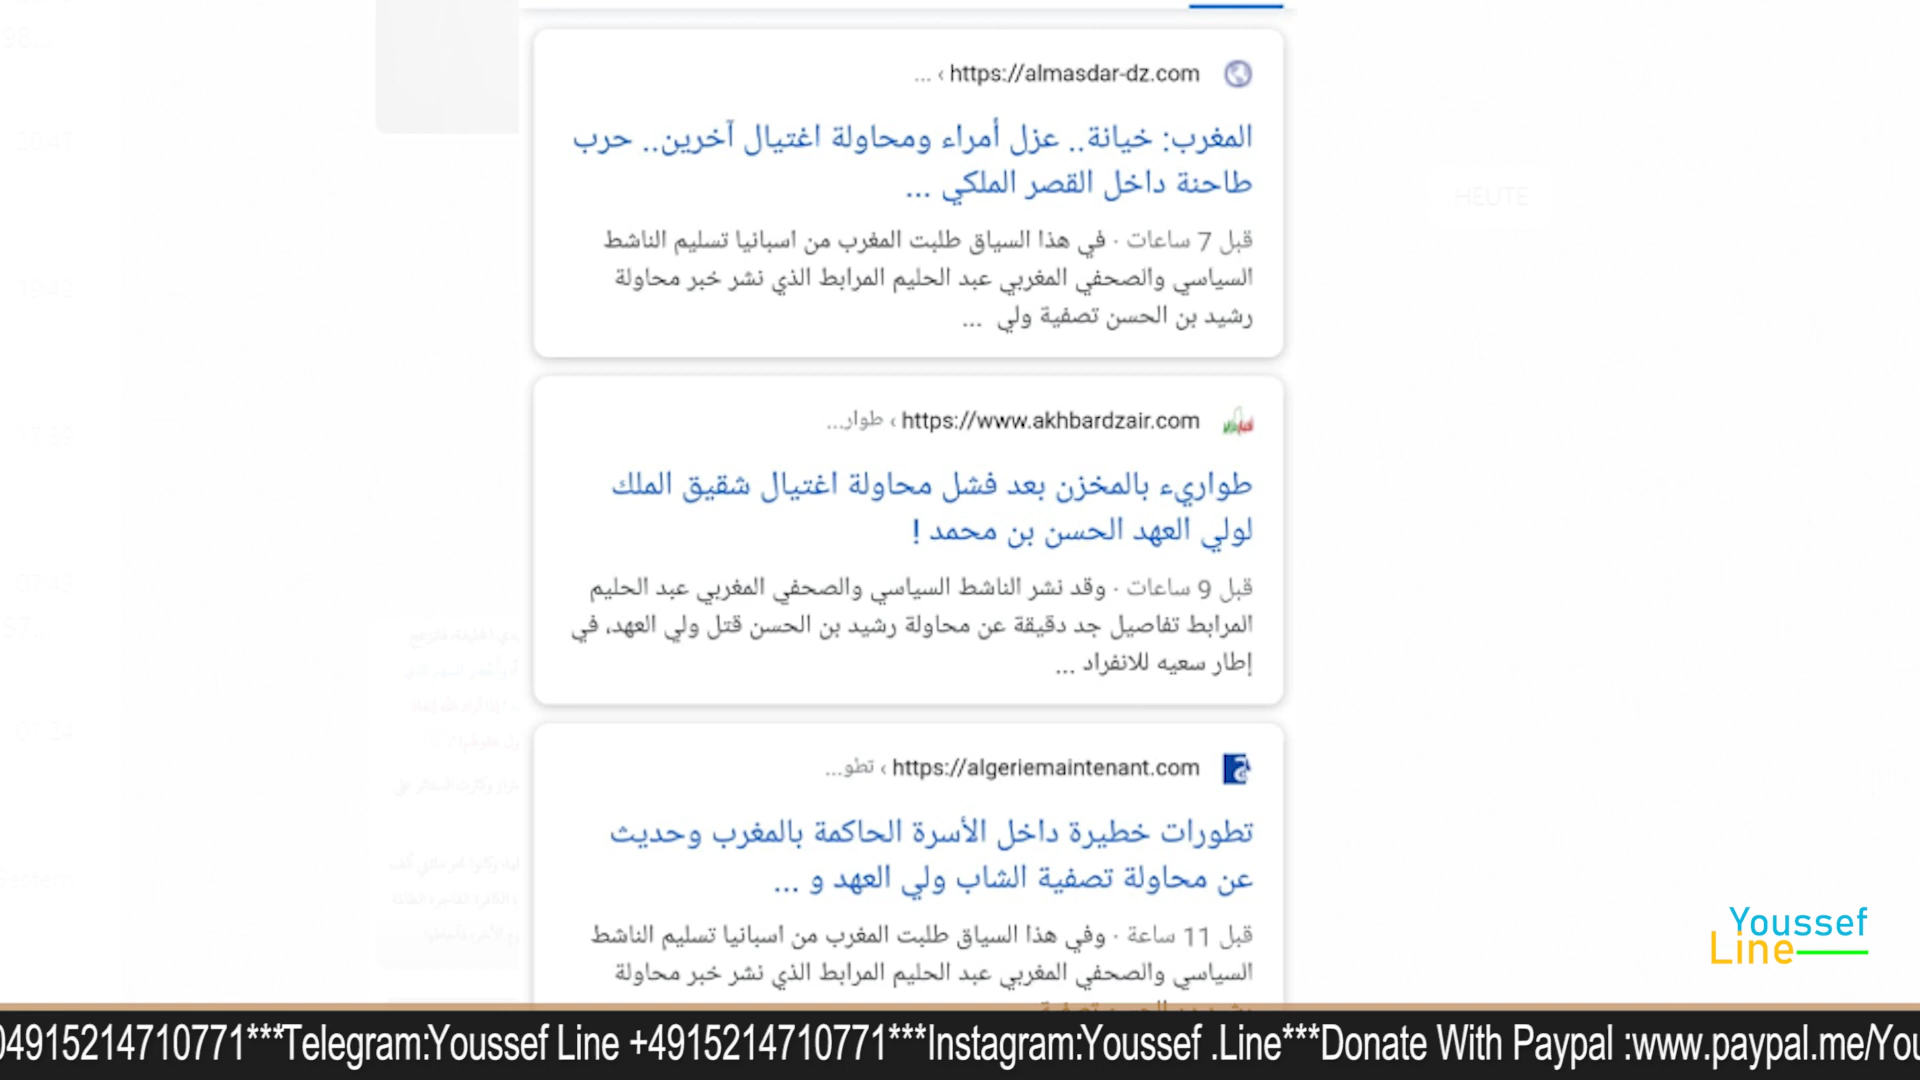 https://almasdar-dz.com › ...
المغرب: خيانة.. عزل أمراء ومحاولة اغتيال آخرين.. حرب
طاحنة داخل القصر الملكي ...
قبل 7 ساعات · في هذا السياق طلبت المغرب من اسبانيا تسليم الناشط
السياسي والصحفي المغربي عبد الحليم المرابط الذي نشر خبر محاولة
رشيد بن الحسن تصفية ولي ...
https://www.akhbardzair.com › طوار...
طواريء بالمخزن بعد فشل محاولة اغتيال شقيق الملك
لولي العهد الحسن بن محمد !
قبل 9 ساعات · وقد نشر الناشط السياسي والصحفي المغربي عبد الحليم
المرابط تفاصيل جد دقيقة عن محاولة رشيد بن الحسن قتل ولي العهد، في
إطار سعيه للانفراد ...
https://algeriemaintenant.com › تطو...
تطورات خطيرة داخل الأسرة الحاكمة بالمغرب وحديث
عن محاولة تصفية الشاب ولي العهد و ...
قبل 11 ساعة · وفي هذا السياق طلبت المغرب من اسبانيا تسليم الناشط
السياسي والصحفي المغربي عبد الحليم المرابط الذي نشر خبر محاولة
HEUTE
Youssef
Line
04915214710771***Telegram:Youssef Line +4915214710771***Instagram:Youssef .Line***Donate With Paypal :www.paypal.me/You